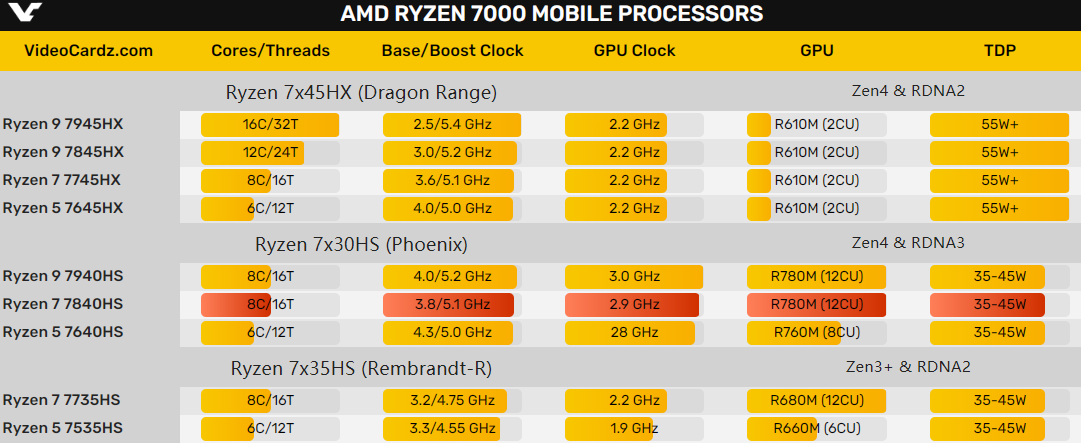 AMD RYZEN 7000 MOBILE PROCESSORS
VideoCardz.com Cores/Threads Base/Boost Clock GPU Clock GPU TDP
Ryzen 7x45HX (Dragon Range) Zen4 & RDNA2
Ryzen 9 7945HX 16C/32T 2.5/5.4 GHz 2.2 GHz R610M (2CU) 55W+
Ryzen 9 7845HX 12C/24T 3.0/5.2 GHz 2.2 GHz R610M (2CU) 55W+
Ryzen 7 7745HX 8C/16T 3.6/5.1 GHz 2.2 GHz R610M (2CU) 55W+
Ryzen 5 7645HX 6C/12T 4.0/5.0 GHz 2.2 GHz R610M (2CU) 55W+
Ryzen 7x30HS (Phoenix) Zen4 & RDNA3
Ryzen 9 7940HS 8C/16T 4.0/5.2 GHz 3.0 GHz R780M (12CU) 35-45W
Ryzen 7 7840HS 8C/16T 3.8/5.1 GHz 2.9 GHz R780M (12CU) 35-45W
Ryzen 5 7640HS 6C/12T 4.3/5.0 GHz 28 GHz R760M (8CU) 35-45W
Ryzen 7x35HS (Rembrandt-R) Zen3+ & RDNA2
Ryzen 7 7735HS 8C/16T 3.2/4.75 GHz 2.2 GHz R680M (12CU) 35-45W
Ryzen 5 7535HS 6C/12T 3.3/4.55 GHz 1.9 GHz R660M (6CU) 35-45W